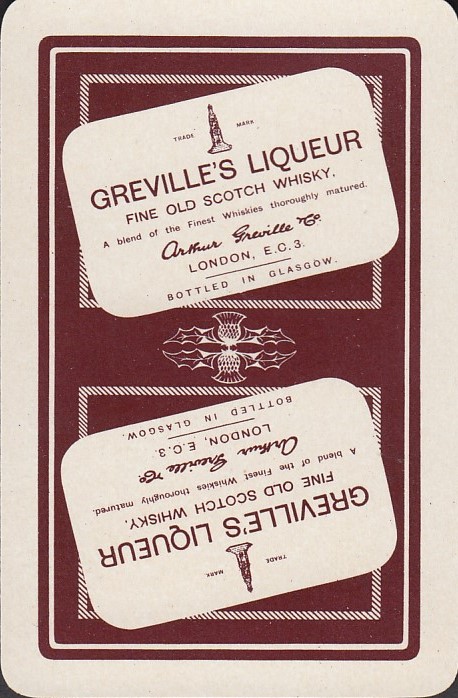 TRADE MARK
GREVILLE'S LIQUEUR
FINE OLD SCOTCH WHISKY.
A blend of the Finest Whiskies thoroughly matured.
Arthur Greville & Co.
LONDON, E.C.3.
BOTTLED IN GLASGOW.
TRADE MARK
GREVILLE'S LIQUEUR
FINE OLD SCOTCH WHISKY.
A blend of the Finest Whiskies thoroughly matured.
Arthur Greville & Co.
LONDON, E.C.3.
BOTTLED IN GLASGOW.